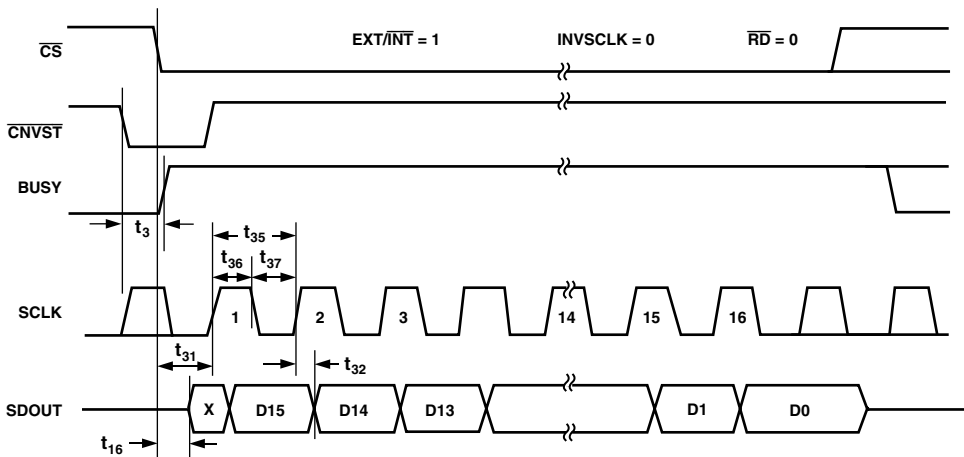 EXT/INT = 1 INVSCLK = 0 RD = 0
CS
CNVST
BUSY
t3
t35
t36 t37
SCLK
1 2 3 14 15 16
t31
t32
SDOUT
X D15 D14 D13 D1 D0
t16